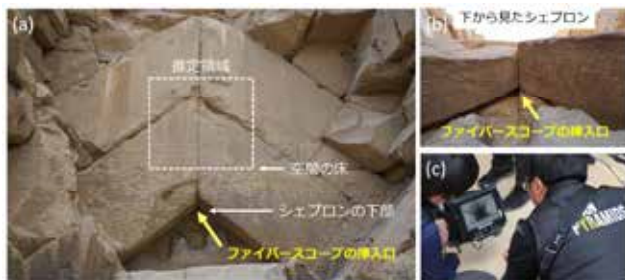 (a)
推定領域
空間の床
シェブロンの下部
ファイバースコープの挿入口
(b)
下から見たシェブロン
ファイバースコープの挿入口
(c)
PYRAMIDS